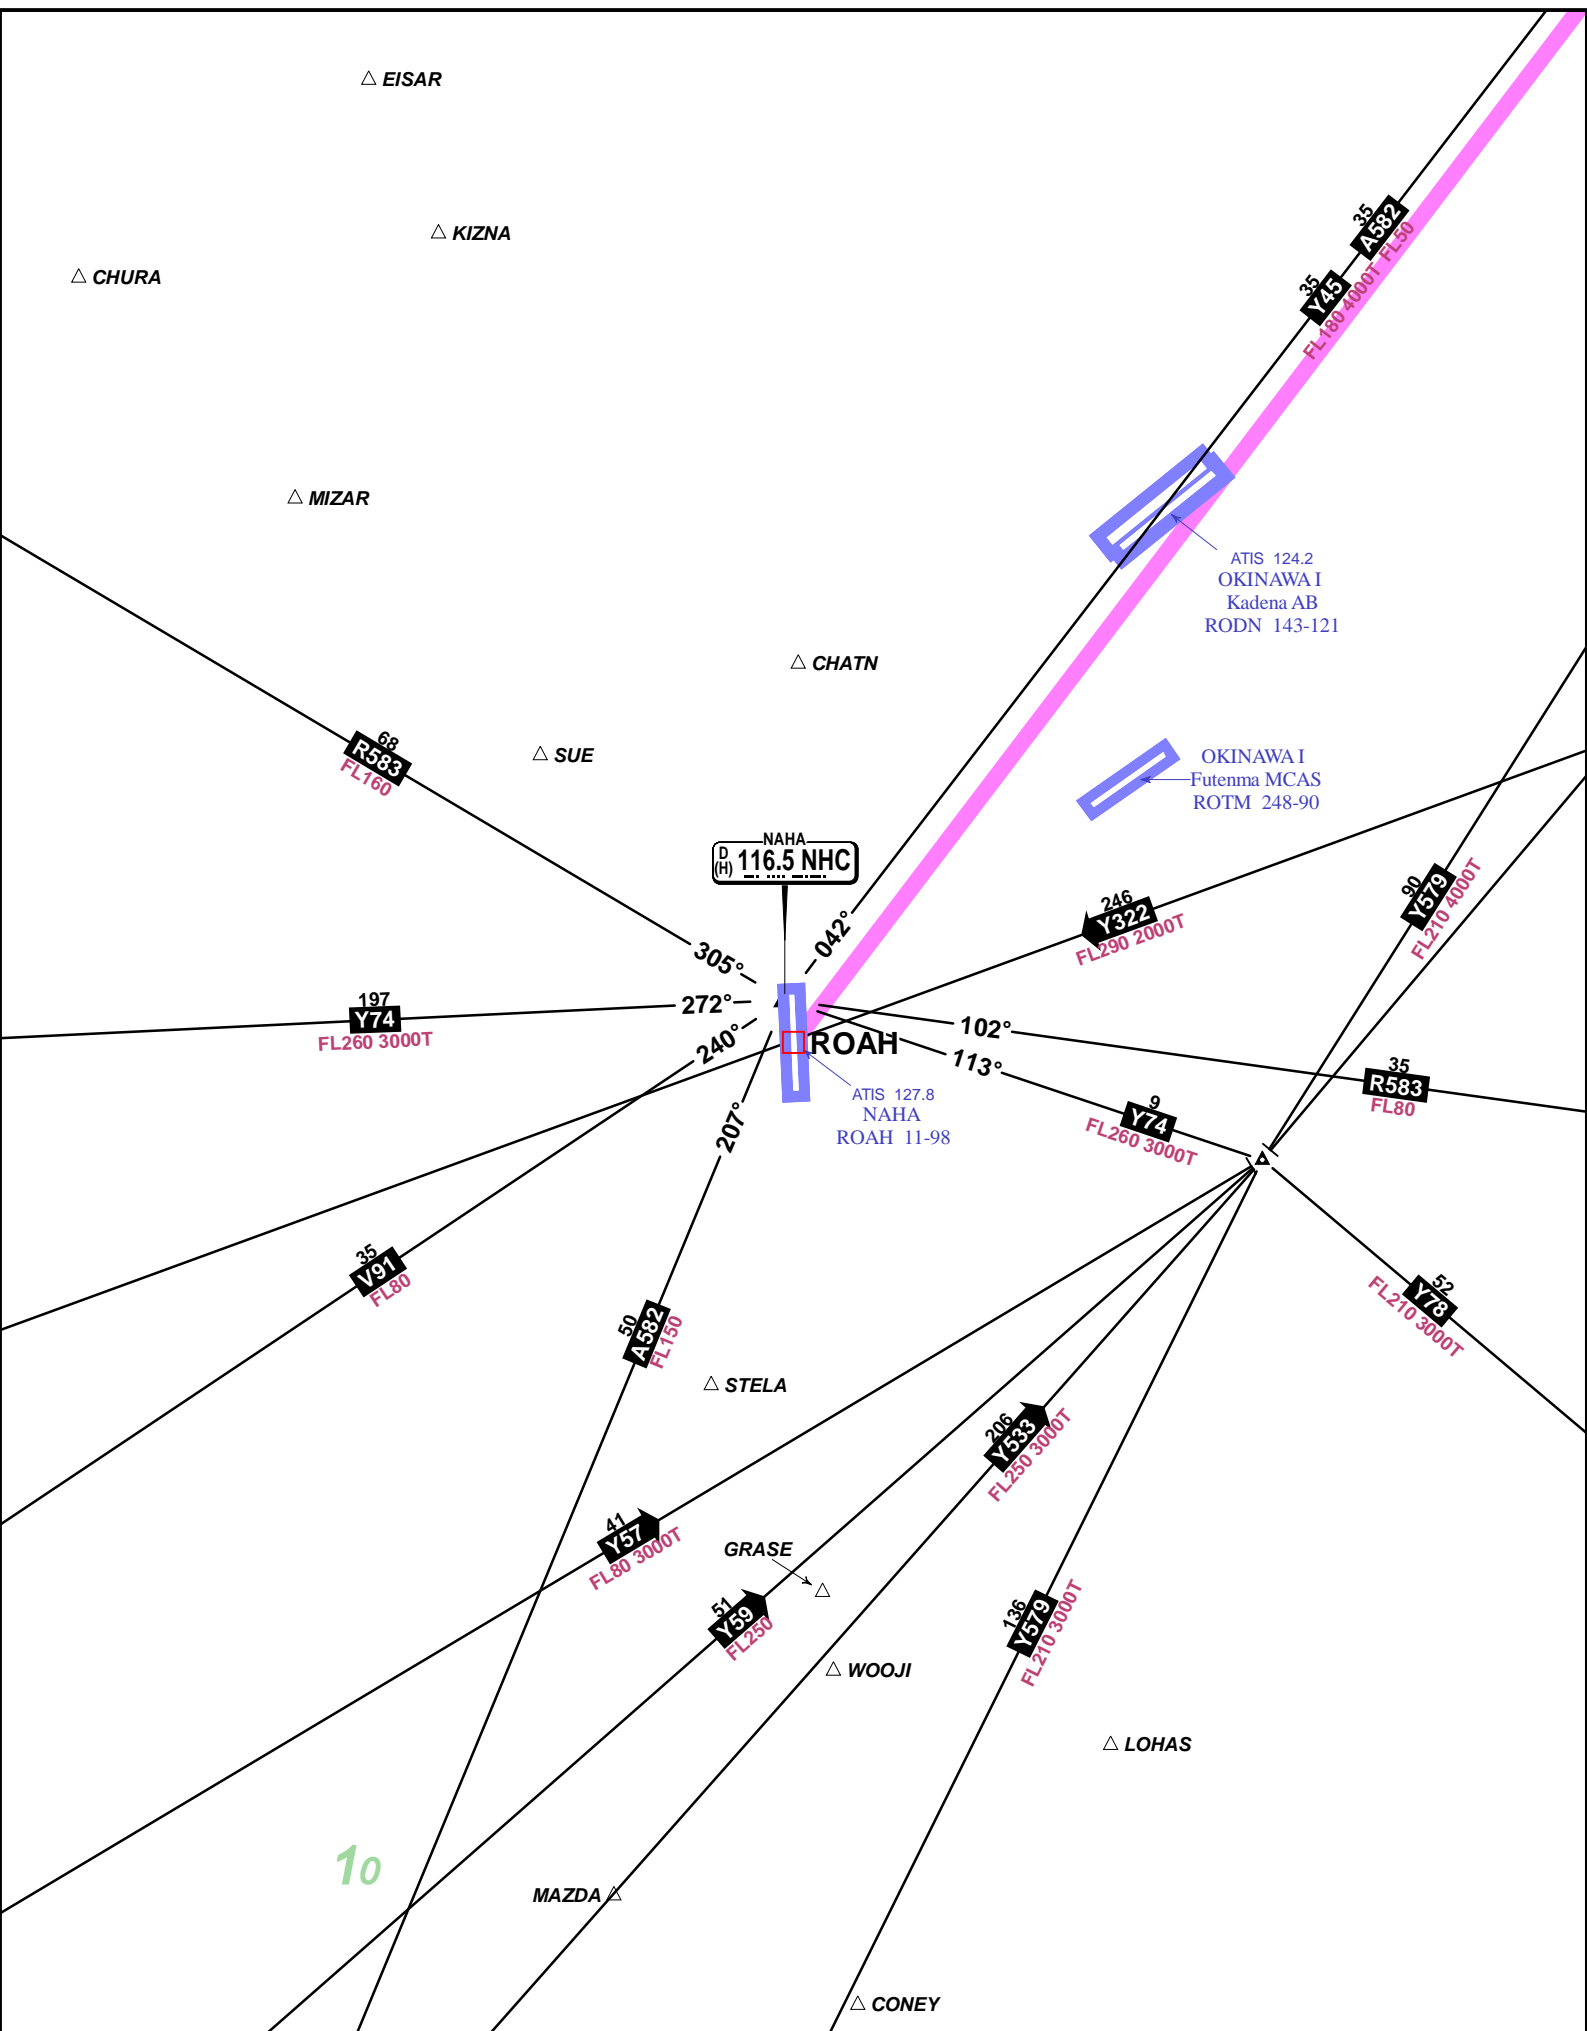 EISAR
KIZNA
CHURA
35
A582
35
Y45
FL180 4000T FL50
MIZAR
ATIS 124.2
OKINAWA I
Kadena AB
RODN 143-121
CHATN
68
R583
FL160
SUE
OKINAWA I
Futenma MCAS
ROTM 248-90
NAHA
D
(H) 116.5 NHC
90
Y579
FL210 4000T
246
Y322
FL290 2000T
042°
305°
197
Y74
FL260 3000T
272°
240°
102°
ROAH
113°
35
R583
FL80
ATIS 127.8
NAHA
ROAH 11-98
207°
9
Y74
FL260 3000T
35
V91
FL80
50
A582
FL150
52
Y78
FL210 3000T
STELA
206
Y533
FL250 3000T
41
Y57
FL80 3000T
GRASE
51
Y59
FL250
136
Y579
FL210 3000T
WOOJI
LOHAS
10
MAZDA
CONEY